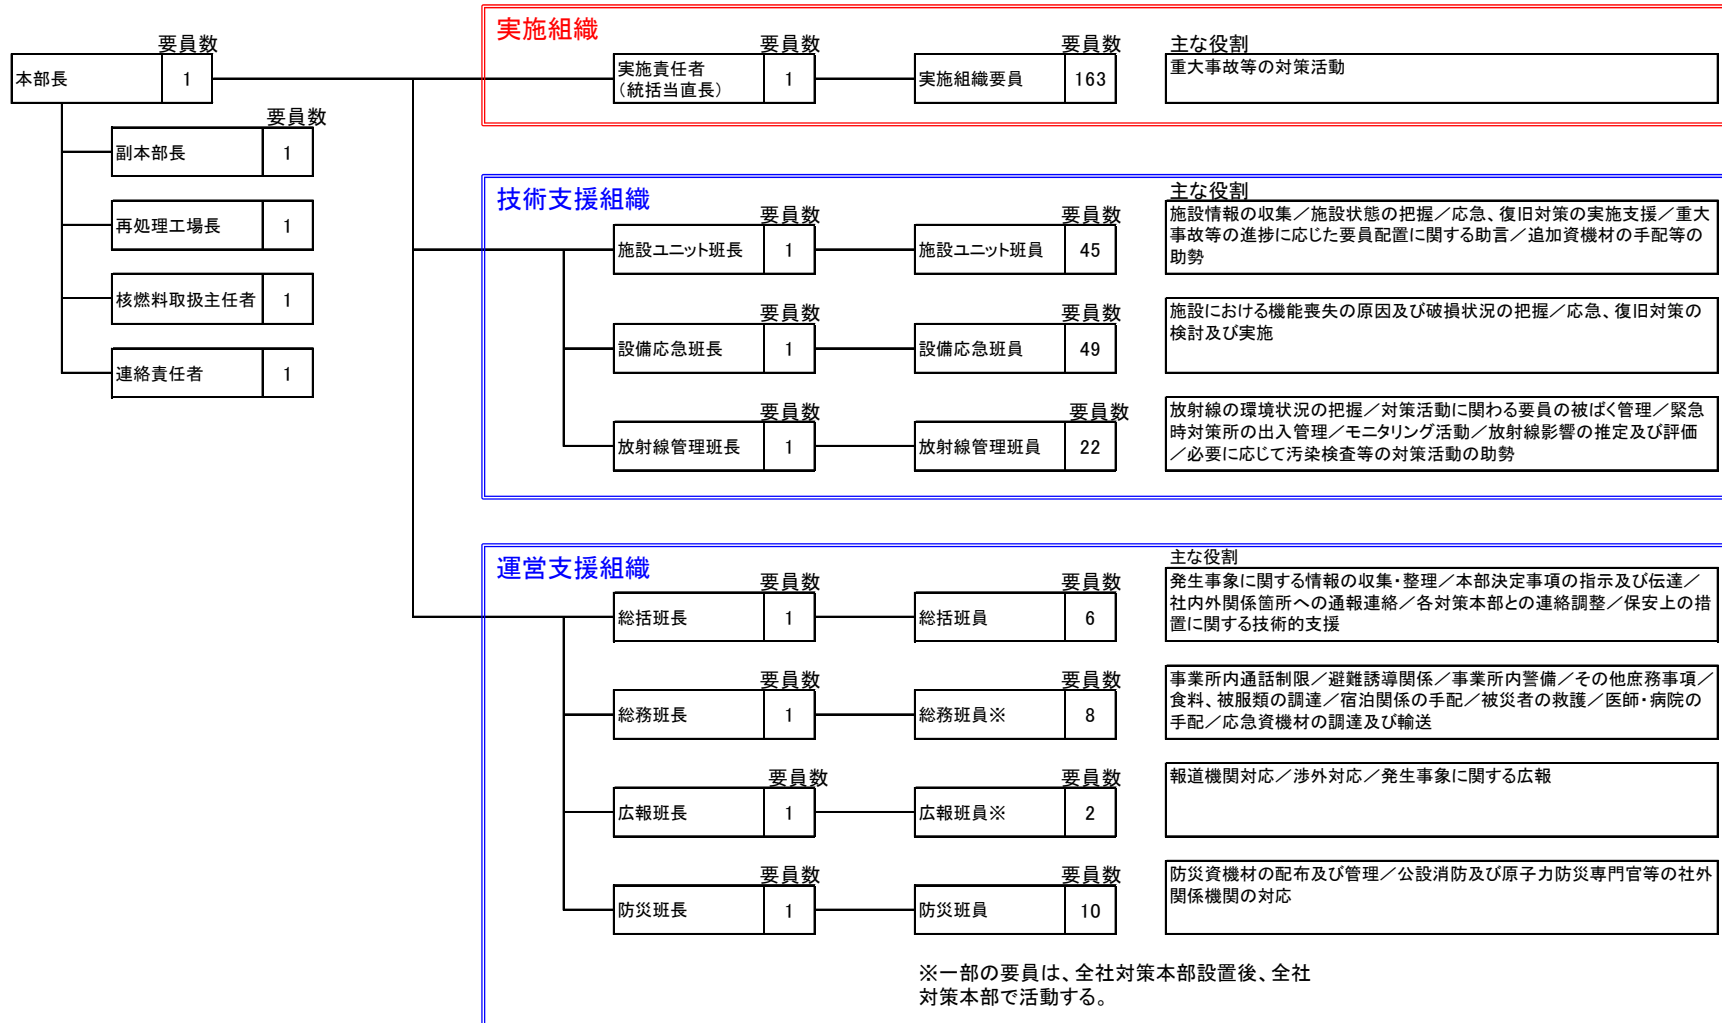 要員数
本部長 1
要員数
副本部長 1
再処理工場長 1
核燃料取扱主任者 1
連絡責任者 1
実施組織
要員数 要員数 主な役割
実施責任者
(統括当直長) 1
実施組織要員 163
重大事故等の対策活動
技術支援組織
主な役割
要員数 要員数
施設ユニット班長 1
施設ユニット班員 45
施設情報の収集／施設状態の把握／応急、復旧対策の実施支援／重大
事故等の進捗に応じた要員配置に関する助言／追加資機材の手配等の
助勢
要員数 要員数
設備応急班長 1
設備応急班員 49
施設における機能喪失の原因及び破損状況の把握／応急、復旧対策の
検討及び実施
要員数 要員数
放射線管理班長 1
放射線管理班員 22
放射線の環境状況の把握／対策活動に関わる要員の被ばく管理／緊急
時対策所の出入管理／モニタリング活動／放射線影響の推定及び評価
／必要に応じて汚染検査等の対策活動の助勢
運営支援組織
主な役割
要員数 要員数
総括班長 1
総括班員 6
発生事象に関する情報の収集・整理／本部決定事項の指示及び伝達／
社内外関係箇所への通報連絡／各対策本部との連絡調整／保安上の措
置に関する技術的支援
要員数 要員数
総務班長 1
総務班員※ 8
事業所内通話制限／避難誘導関係／事業所内警備／その他庶務事項／
食料、被服類の調達／宿泊関係の手配／被災者の救護／医師・病院の
手配／応急資機材の調達及び輸送
要員数 要員数
広報班長 1
広報班員※ 2
報道機関対応／渉外対応／発生事象に関する広報
要員数 要員数
防災班長 1
防災班員 10
防災資機材の配布及び管理／公設消防及び原子力防災専門官等の社外
関係機関の対応
※一部の要員は、全社対策本部設置後、全社
対策本部で活動する。